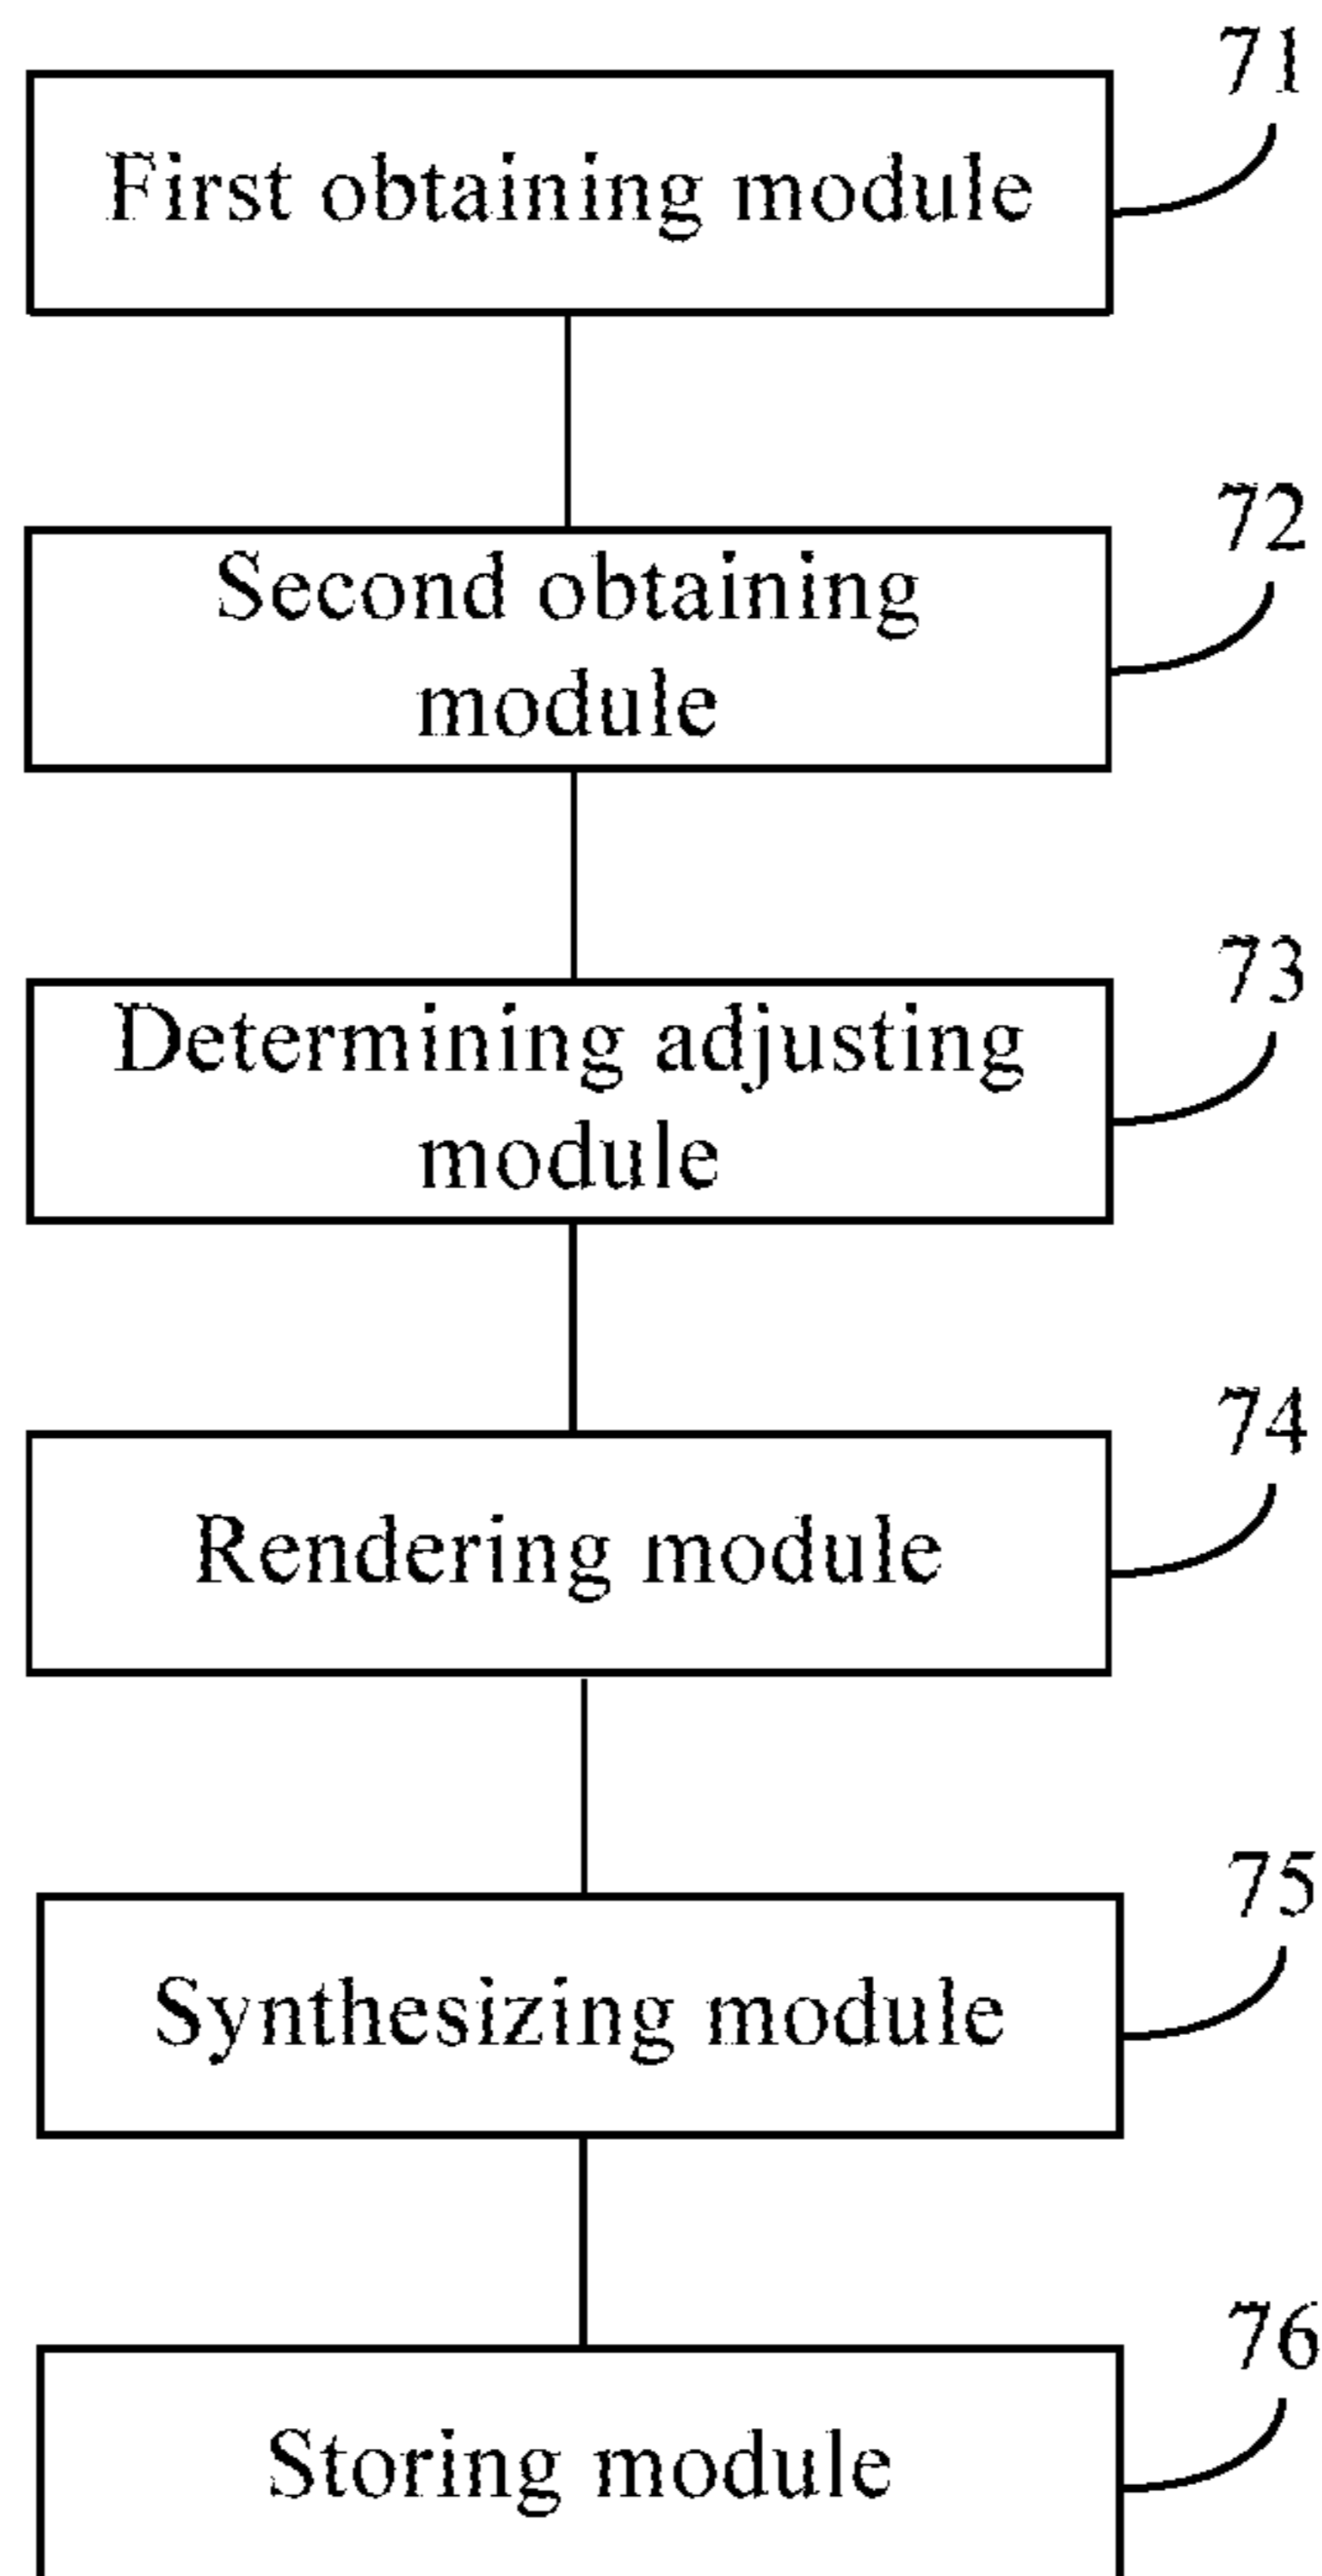 71
First obtaining module
72
Second obtaining
module
73
Determining adjusting
module
74
Rendering module
75
Synthesizing module
76
Storing module